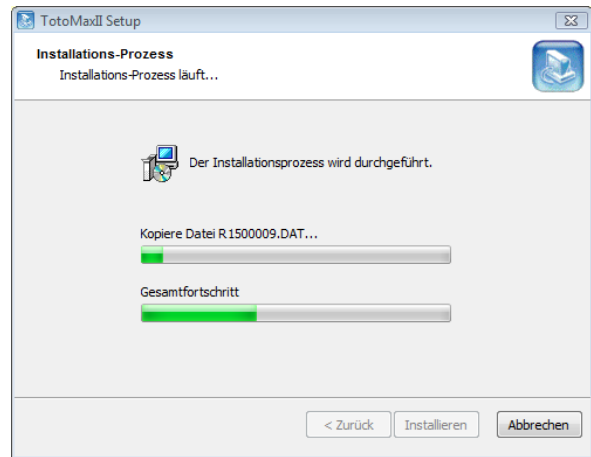 TotoMaxII Setup
Installations-Prozess
Installations-Prozess läuft...
Der Installationsprozess wird durchgeführt.
Kopiere Datei R1500009.DAT...
Gesamtfortschritt
< Zurück Installieren Abbrechen